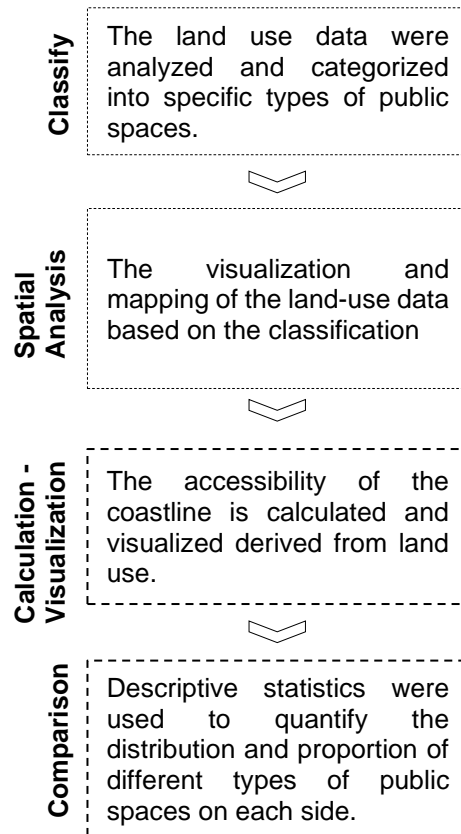 Classify
The land use data were
analyzed and categorized
into specific types of public
spaces.
Spatial
Analysis
The visualization and
mapping of the land-use data
based on the classification
Calculation -
Visualization
The accessibility of the
coastline is calculated and
visualized derived from land
use.
Comparison
Descriptive statistics were
used to quantify the
distribution and proportion of
different types of public
spaces on each side.